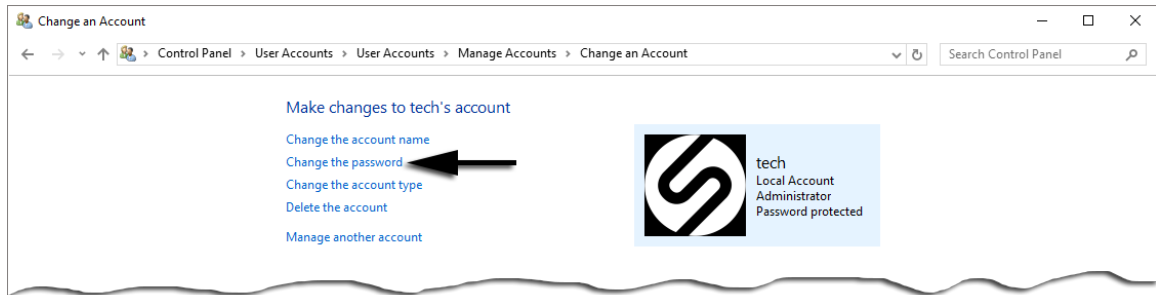 Change an Account
Control Panel > User Accounts > User Accounts > Manage Accounts > Change an Account
Search Control Panel
Make changes to tech's account
Change the account name
Change the password
Change the account type
Delete the account
Manage another account
tech
Local Account
Administrator
Password protected